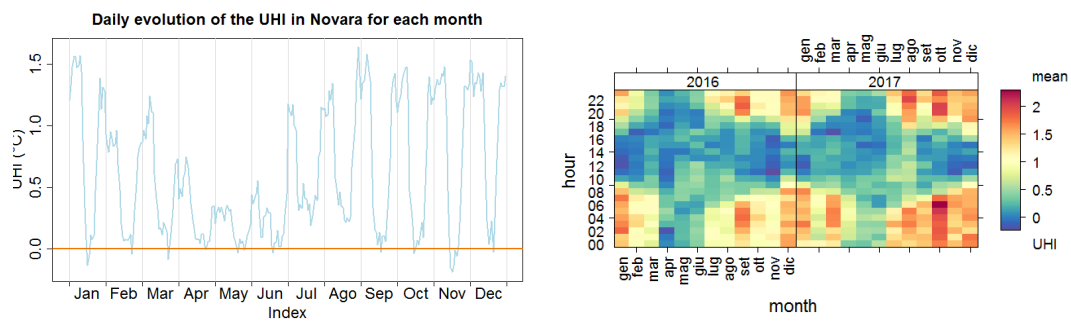 Daily evolution of the UHI in Novara for each month
UHI (°C)
1.5
1.0
0.5
0.0
Jan Feb Mar Apr May Jun Jul Ago Sep Oct Nov Dec
Index
gen feb mar apr mag giu lug ago set ott nov dic
2016 2017
hour
22
20
18
16
14
12
10
08
06
04
02
00
gen feb mar apr mag giu lug ago set ott nov dic
month
mean
2
1.5
1
0.5
0
UHI